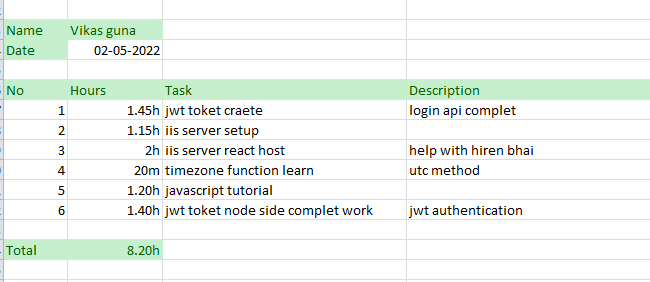 Name Vikas guna
Date 02-05-2022
No Hours Task Description
1 1.45h jwt toket craete login api complet
2 1.15h iis server setup
3 2h iis server react host help with hiren bhai
4 20m timezone function learn utc method
5 1.20h javascript tutorial
6 1.40h jwt toket node side complet work jwt authentication
Total 8.20h